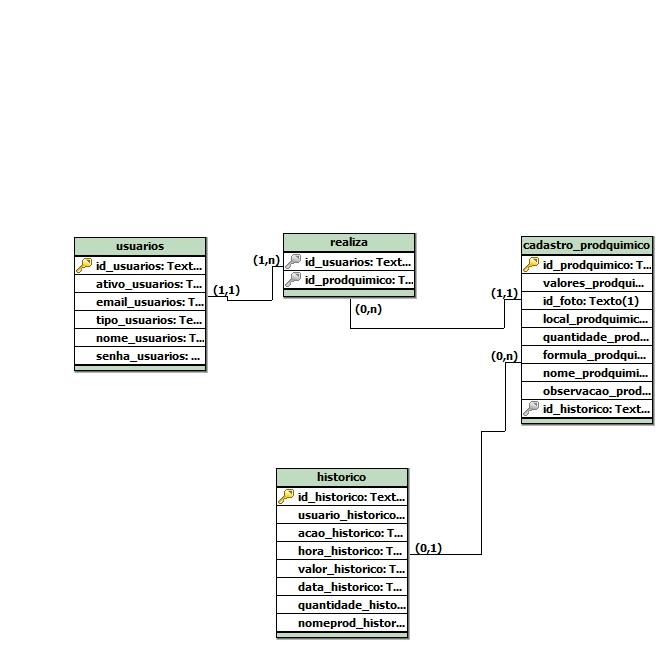 usuarios
id_usuarios: Text...
ativo_usuarios: T...
email_usuarios: T...
tipo_usuarios: Te...
nome_usuarios: T...
senha_usuarios: ...
(1,1)
(1,n)
realiza
id_usuarios: Text...
id_prodquimico: T...
(0,n)
(1,1)
(0,n)
cadastro_prodquimico
id_prodquimico: T...
valores_prodqui...
id_foto: Texto(1)
local_prodquimic...
quantidade_prod...
formula_prodqui...
nome_prodquimi...
observacao_prod...
id_historico: Text...
historico
id_historico: Text...
usuario_historico...
acao_historico: T...
hora_historico: T...
valor_historico: T...
data_historico: T...
quantidade_histo...
nomeprod_histor...
(0,1)